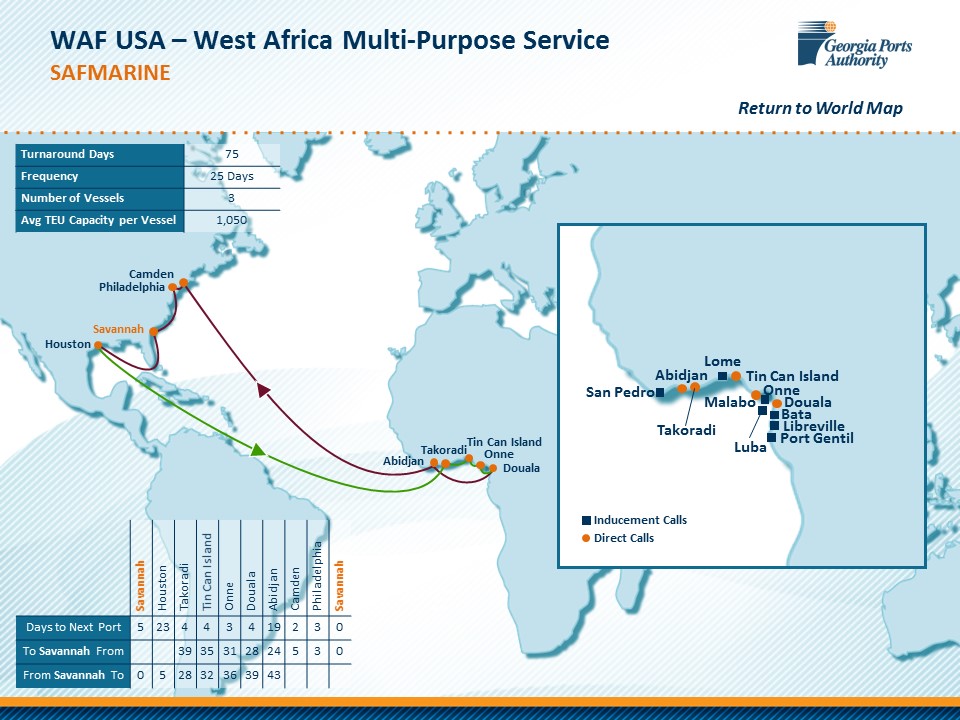 WAF USA – West Africa Multi-Purpose Service
SAFMARINE
Georgia Ports
Authority
Return to World Map
Turnaround Days 75
Frequency 25 Days
Number of Vessels 3
Avg TEU Capacity per Vessel 1,050
Camden
Philadelphia
Savannah
Houston
Abidjan
Takoradi
Tin Can Island
Onne
Douala
Lome
Abidjan
Tin Can Island
San Pedro
Onne
Malabo
Douala
Bata
Takoradi
Libreville
Luba
Port Gentil
Inducement Calls
Direct Calls
Savannah Houston Takoradi Tin Can Island Onne Douala Abidjan Camden Philadelphia Savannah
Days to Next Port 5 23 4 4 3 4 19 2 3 0
To Savannah From 39 35 31 28 24 5 3 0
From Savannah To 0 5 28 32 36 39 43